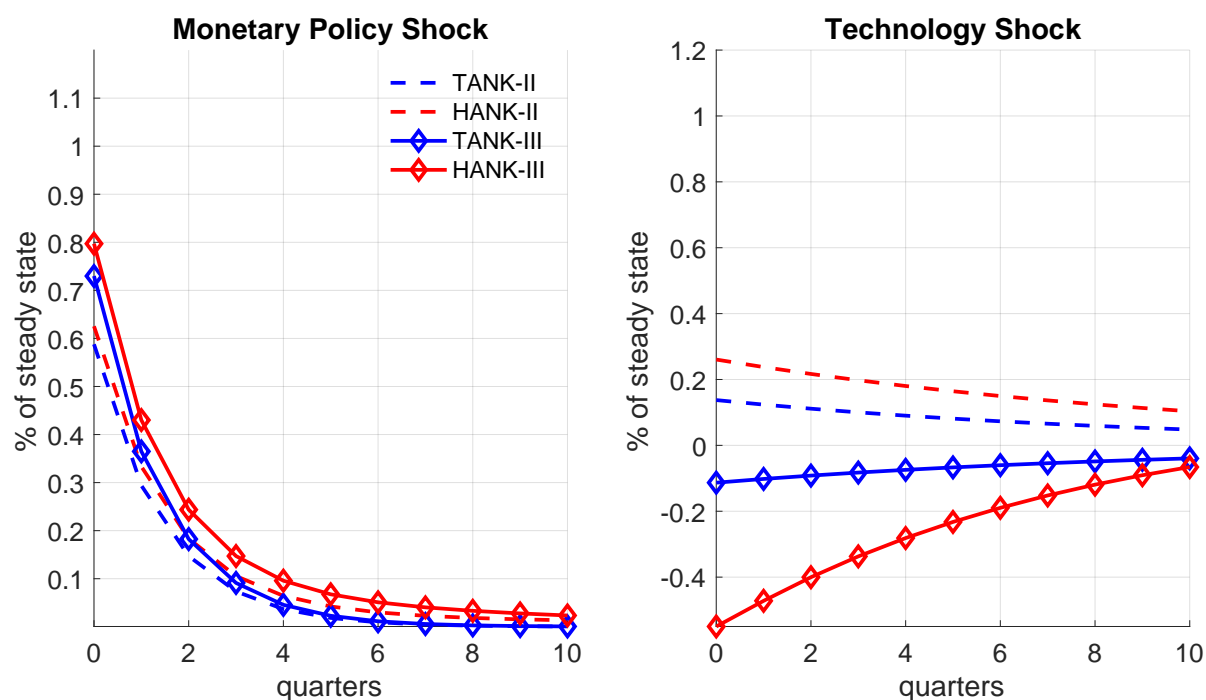 Monetary Policy Shock
TANK-II
HANK-II
TANK-III
HANK-III
1.1
1
0.9
0.8
0.7
0.6
0.5
0.4
0.3
0.2
0.1
% of steady state
0 2 4 6 8 10
quarters
Technology Shock
1.2
1
0.8
0.6
0.4
0.2
0
-0.2
-0.4
% of steady state
0 2 4 6 8 10
quarters